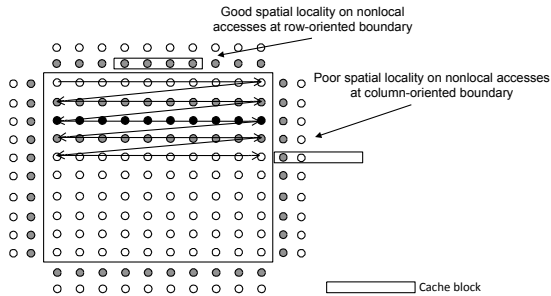 Good spatial locality on nonlocal
accesses at row-oriented boundary
Poor spatial locality on nonlocal accesses
at column-oriented boundary
Cache block